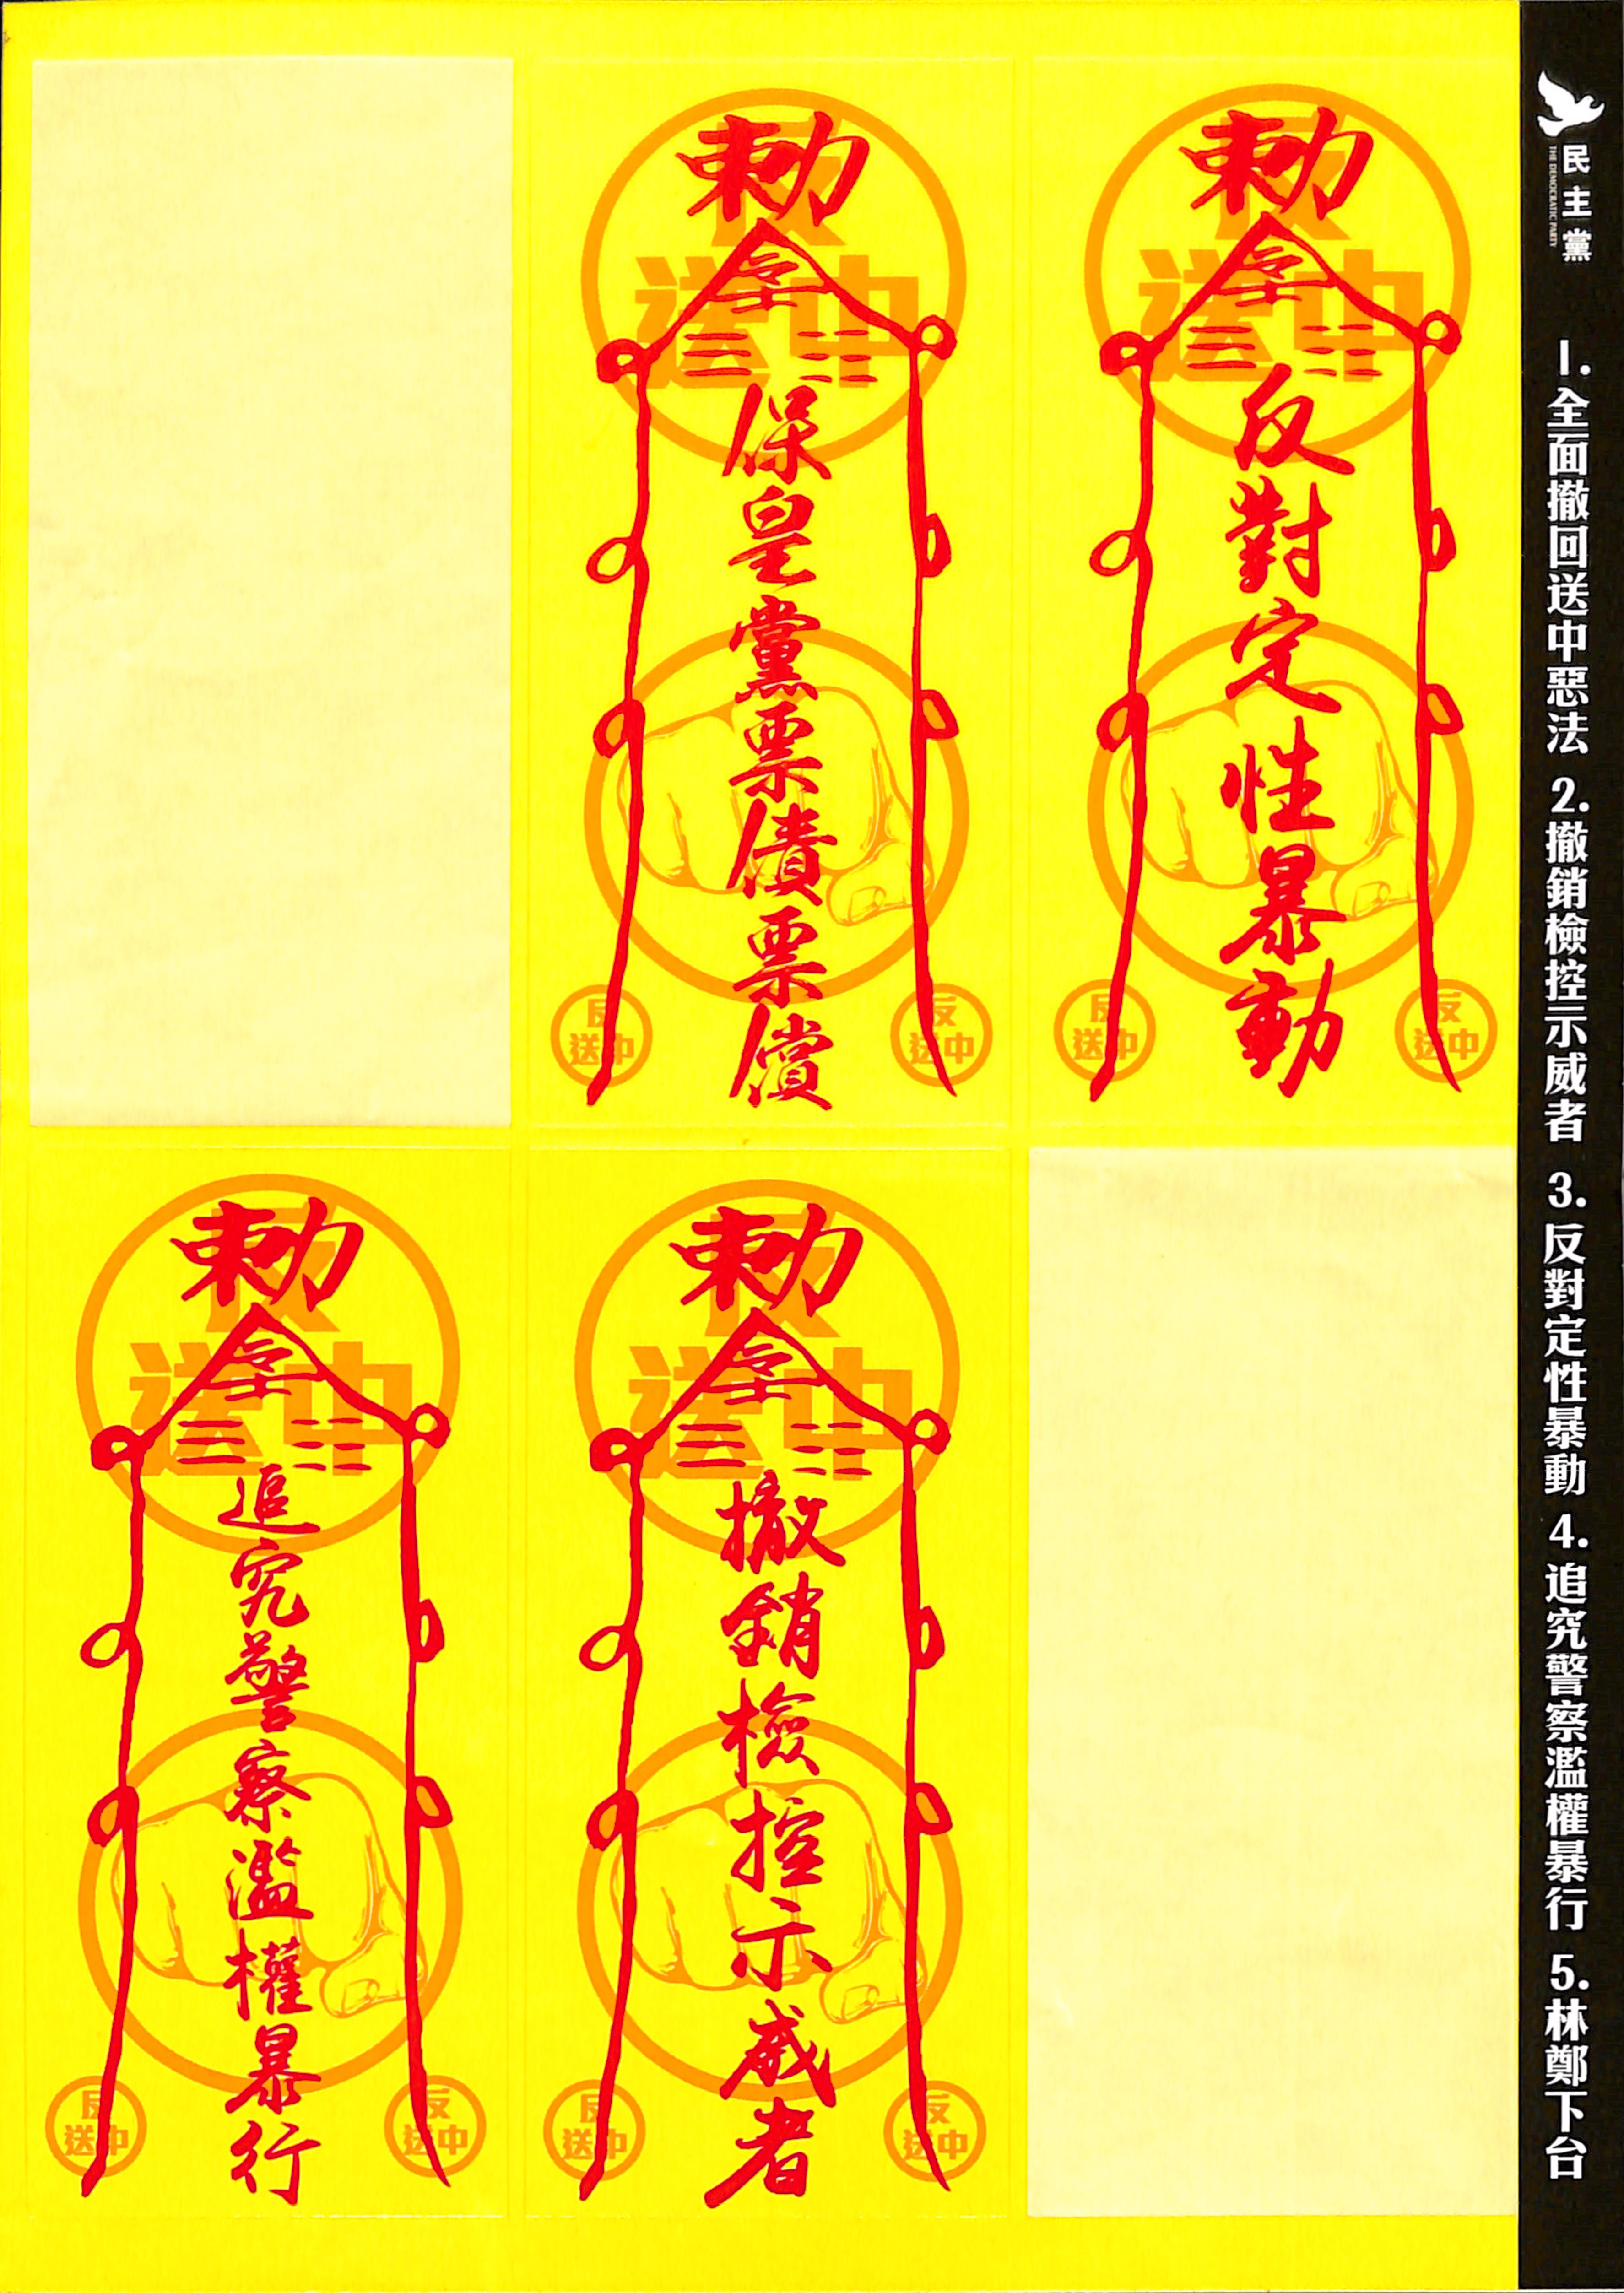 民主黨
THE DEMOCRATIC PARTY
1.全面撤回送中惡法 2.撤銷檢控示威者 3.反對定性暴動 4.追究警察濫權暴行 5.林鄭下台
勅令
反送中
反對定性暴動
反送中
反送中
勅令
反送中
保皇黨票債票償
反送中
反送中
勅令
反送中
撤銷檢控示威者
反送中
反送中
勅令
反送中
追究警察濫權暴行
反送中
反送中